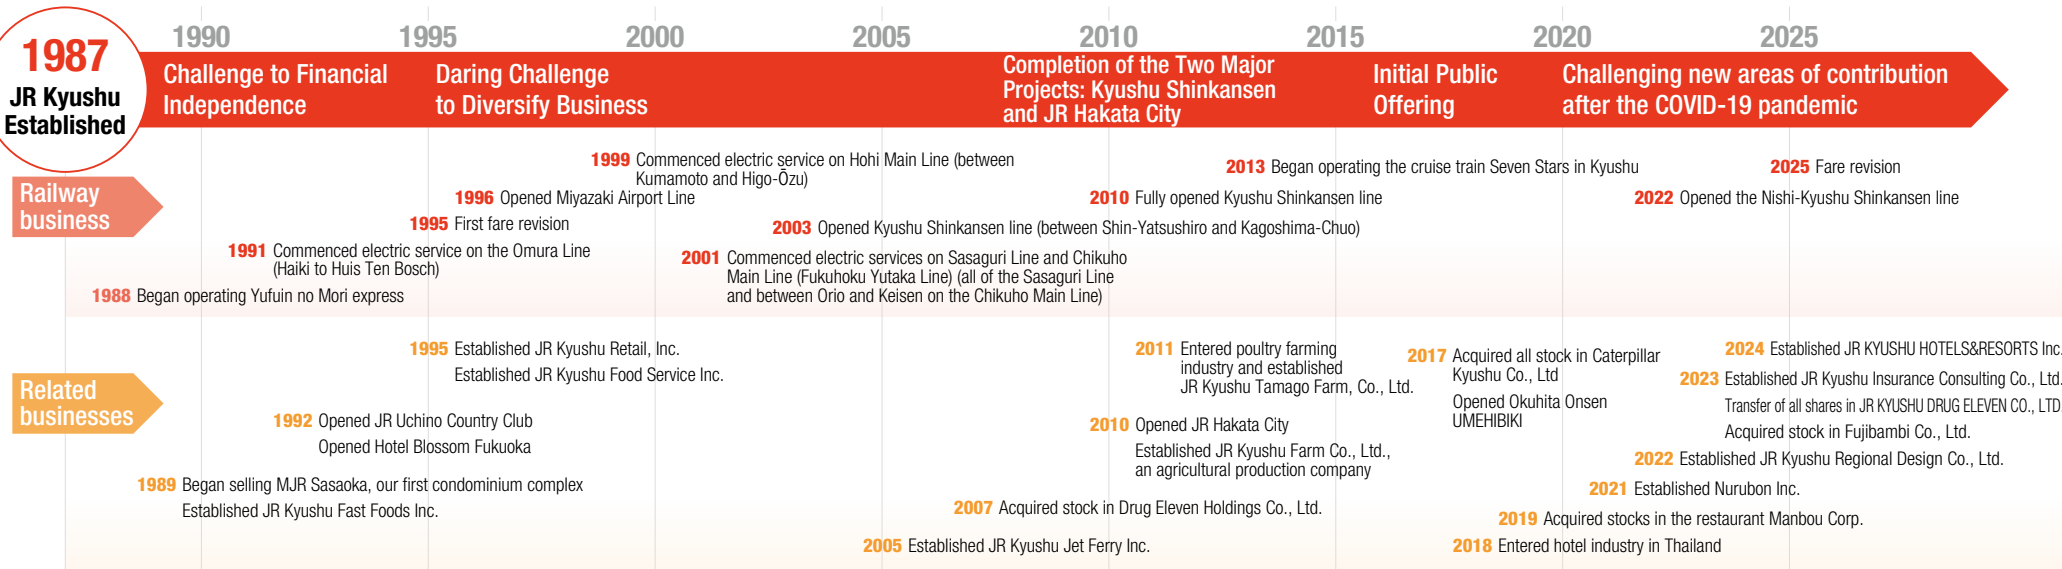 1987
JR Kyushu
Established
1990
1995
2000
2005
2010
2015
2020
2025
Challenge to Financial
Independence
Daring Challenge
to Diversify Business
Completion of the Two Major
Projects: Kyushu Shinkansen
and JR Hakata City
Initial Public
Offering
Challenging new areas of contribution
after the COVID-19 pandemic
Railway
business
1999 Commenced electric service on Hohi Main Line (between
Kumamoto and Higo-Ōzu)
1996 Opened Miyazaki Airport Line
1995 First fare revision
1991 Commenced electric service on the Omura Line
(Haiki to Huis Ten Bosch)
1988 Began operating Yufuin no Mori express
2013 Began operating the cruise train Seven Stars in Kyushu
2010 Fully opened Kyushu Shinkansen line
2003 Opened Kyushu Shinkansen line (between Shin-Yatsushiro and Kagoshima-Chuo)
2001 Commenced electric services on Sasaguri Line and Chikuho
Main Line (Fukuhoku Yutaka Line) (all of the Sasaguri Line
and between Orio and Keisen on the Chikuho Main Line)
2025 Fare revision
2022 Opened the Nishi-Kyushu Shinkansen line
Related
businesses
1995 Established JR Kyushu Retail, Inc.
Established JR Kyushu Food Service Inc.
1992 Opened JR Uchino Country Club
Opened Hotel Blossom Fukuoka
1989 Began selling MJR Sasaoka, our first condominium complex
Established JR Kyushu Fast Foods Inc.
2011 Entered poultry farming
industry and established
JR Kyushu Tamago Farm, Co., Ltd.
2010 Opened JR Hakata City
Established JR Kyushu Farm Co., Ltd.,
an agricultural production company
2007 Acquired stock in Drug Eleven Holdings Co., Ltd.
2005 Established JR Kyushu Jet Ferry Inc.
2017 Acquired all stock in Caterpillar
Kyushu Co., Ltd
Opened Okuhita Onsen
UMEHIBIKI
2024 Established JR KYUSHU HOTELS&RESORTS Inc.
2023 Established JR Kyushu Insurance Consulting Co., Ltd.
Transfer of all shares in JR KYUSHU DRUG ELEVEN CO., LTD.
Acquired stock in Fujibambi Co., Ltd.
2022 Established JR Kyushu Regional Design Co., Ltd.
2021 Established Nurubon Inc.
2019 Acquired stocks in the restaurant Manbou Corp.
2018 Entered hotel industry in Thailand